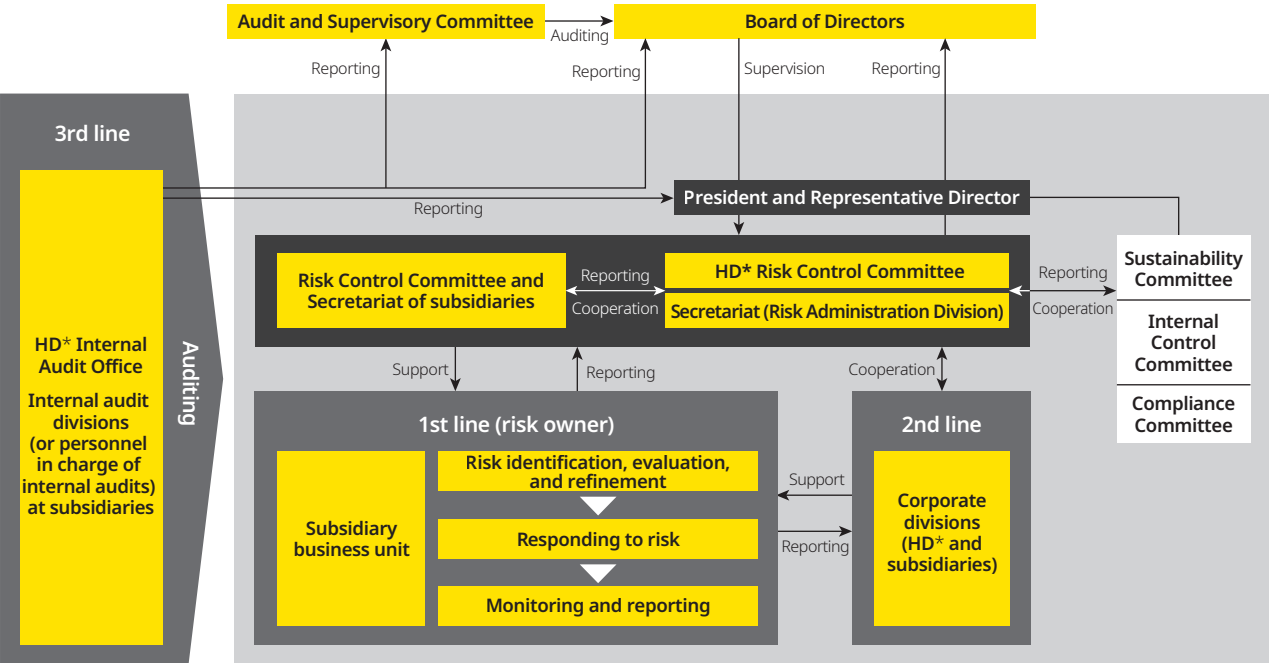 Audit and Supervisory Committee
Auditing
Board of Directors
Reporting
Reporting
Supervision
Reporting
3rd line
HD* Internal
Audit Office
Internal audit
divisions
(or personnel
in charge of
internal audits)
at subsidiaries
Auditing
Reporting
President and Representative Director
Risk Control Committee and
Secretariat of subsidiaries
Reporting
Cooperation
HD* Risk Control Committee
Secretariat (Risk Administration Division)
Reporting
Cooperation
Sustainability
Committee
Internal
Control
Committee
Compliance
Committee
Support
Reporting
Cooperation
1st line (risk owner)
Subsidiary
business unit
Risk identification, evaluation,
and refinement
Responding to risk
Monitoring and reporting
Support
Reporting
2nd line
Corporate
divisions
(HD* and
subsidiaries)